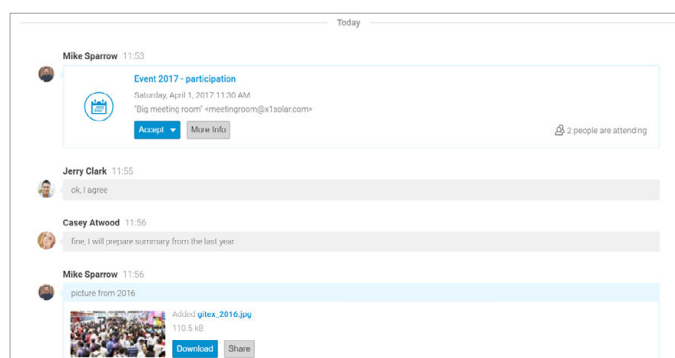 Today
Mike Sparrow 11:53
Event 2017 - participation
Saturday, April 1, 2017 11:30 AM
"Big meeting room" <meetingroom@x1solar.com>
Accept More Info
2 people are attending
Jerry Clark 11:55
ok, I agree
Casey Atwood 11:56
fine, I will prepare summary from the last year
Mike Sparrow 11:56
picture from 2016
Added gitex_2016.jpg
110.5 kB
Download Share